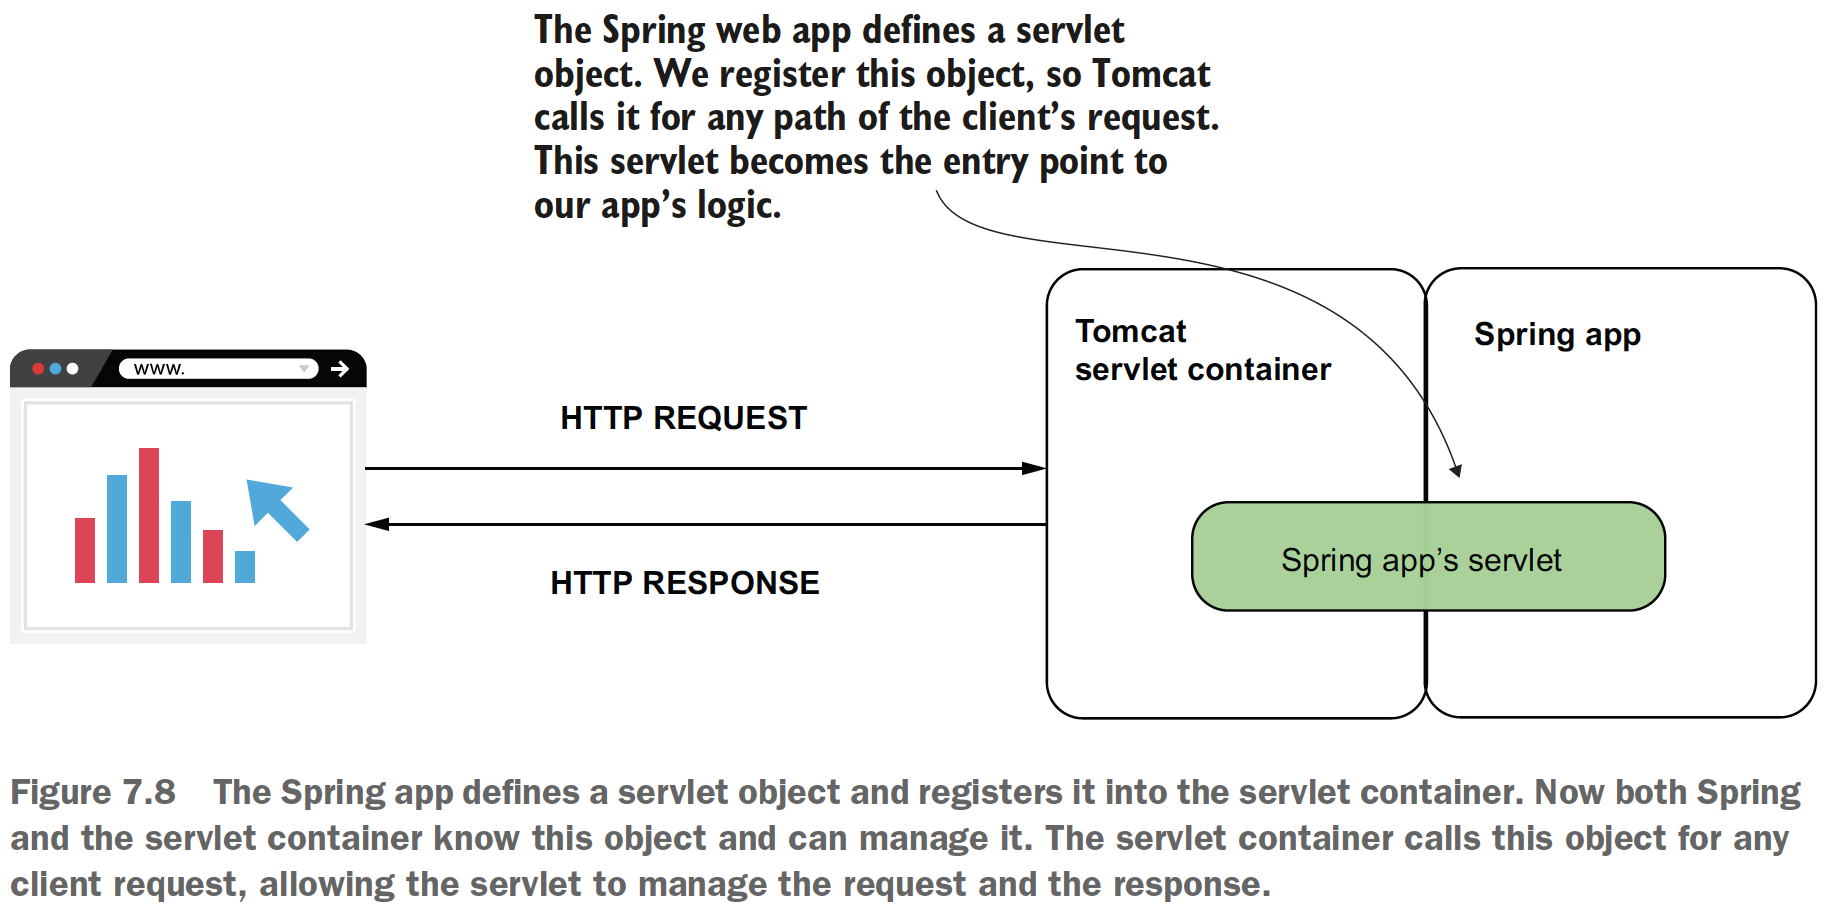 The Spring web app defines a servlet
object. We register this object, so Tomcat
calls it for any path of the client’s request.
This servlet becomes the entry point to
our app’s logic.
Tomcat
servlet container
Spring app
www.
HTTP REQUEST
HTTP RESPONSE
Spring app’s servlet
Figure 7.8 The Spring app defines a servlet object and registers it into the servlet container. Now both Spring
and the servlet container know this object and can manage it. The servlet container calls this object for any
client request, allowing the servlet to manage the request and the response.